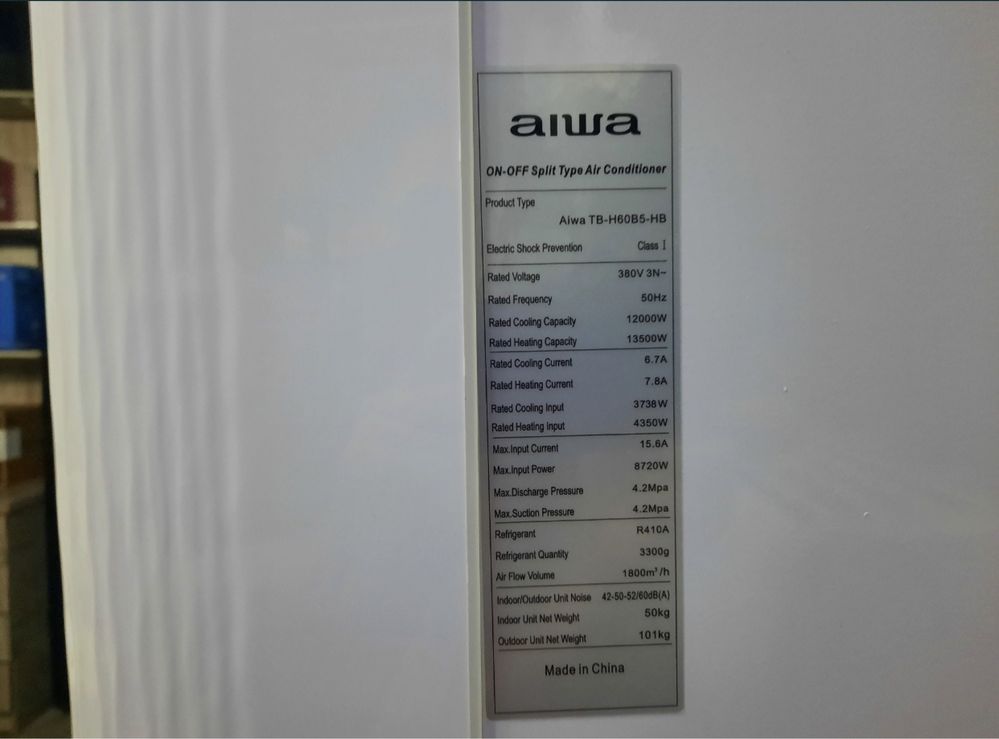 aiwa
ON-OFF Split Type Air Conditioner
Product Type
Aiwa TB-H60B5-HB
Electric Shock Prevention Class I
Rated Voltage 380V 3N~
Rated Frequency 50Hz
Rated Cooling Capacity 12000W
Rated Heating Capacity 13500W
Rated Cooling Current 6.7A
Rated Heating Current 7.8A
Rated Cooling Input 3738W
Rated Heating Input 4350W
Max.Input Current 15.6A
Max.Input Power 8720W
Max.Discharge Pressure 4.2Mpa
Max.Suction Pressure 4.2Mpa
Refrigerant R410A
Refrigerant Quantity 3300g
Air Flow Volume 1800m³/h
Indoor/Outdoor Unit Noise 42-50-52/60dB(A)
Indoor Unit Net Weight 50kg
Outdoor Unit Net Weight 101kg
Made in China